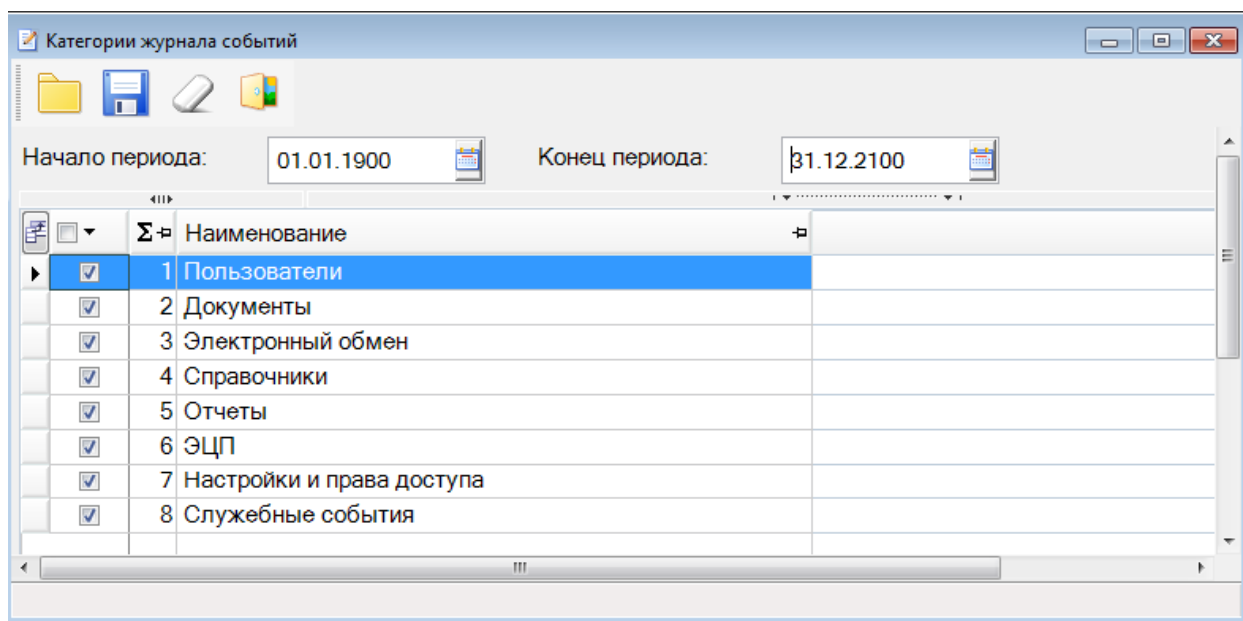 Категории журнала событий
Начало периода: 01.01.1900 Конец периода: 31.12.2100
Σ Наименование
1 Пользователи
2 Документы
3 Электронный обмен
4 Справочники
5 Отчеты
6 ЭЦП
7 Настройки и права доступа
8 Служебные события